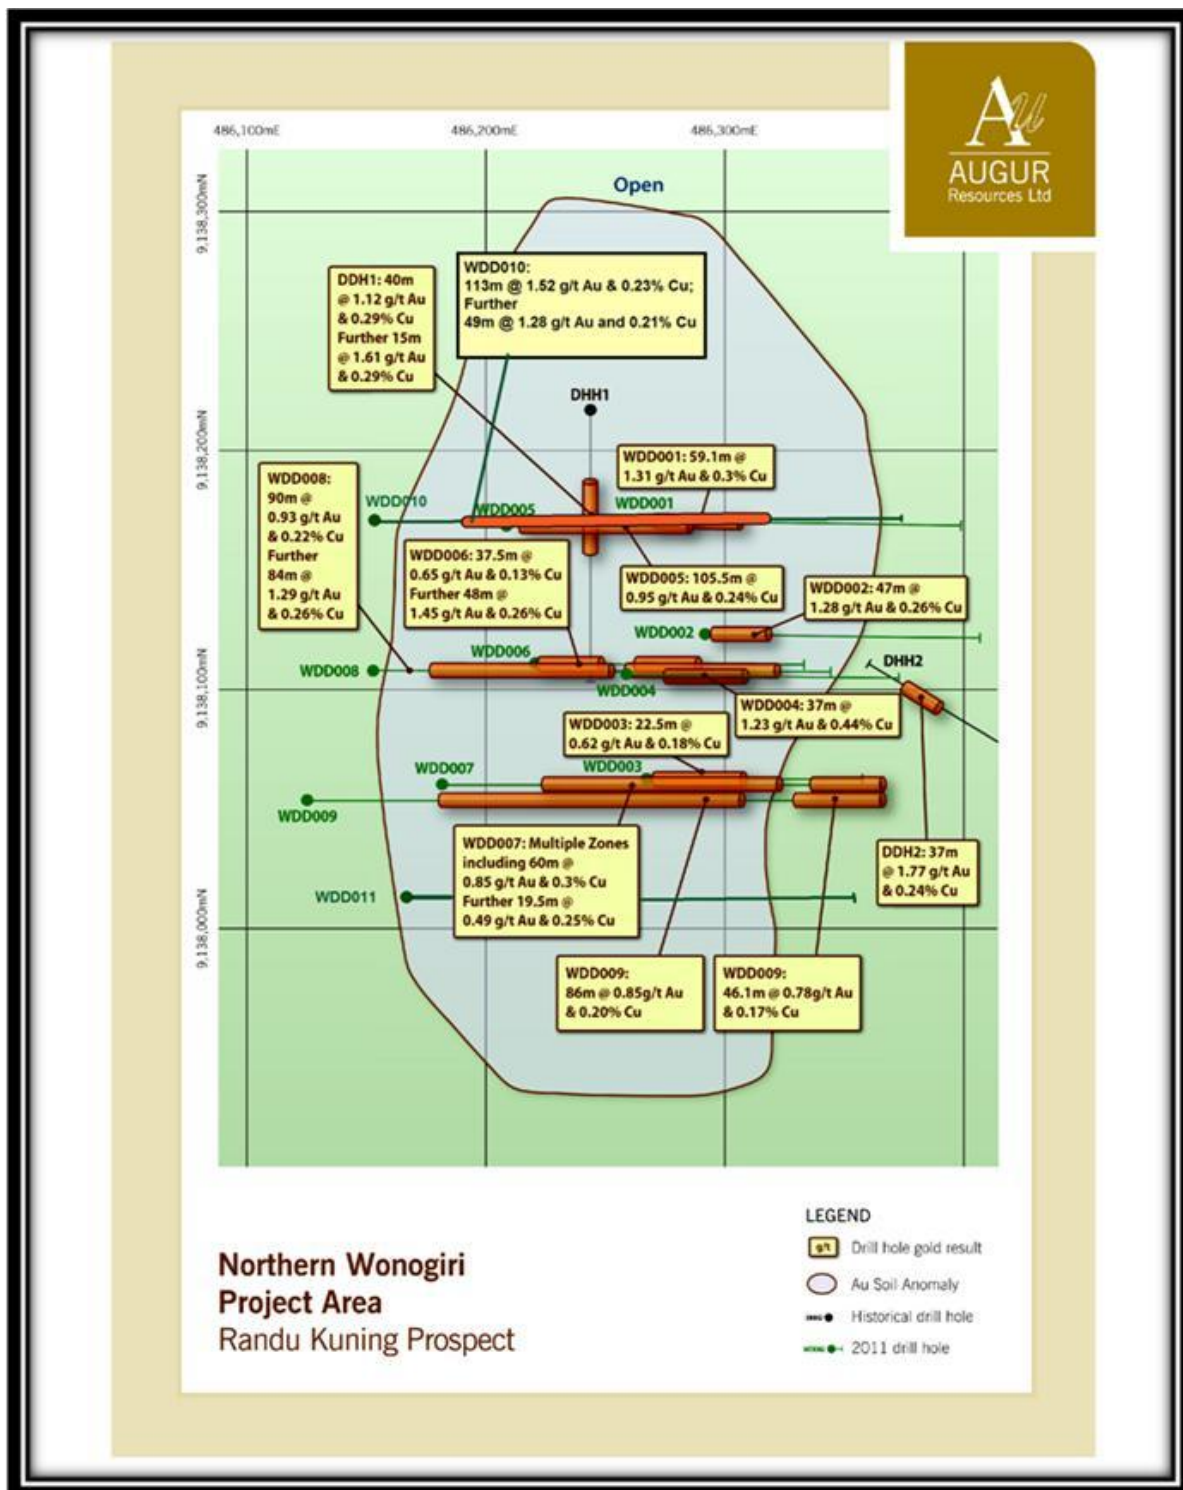 Au
AUGUR
Resources Ltd
486,100mE
486,200mE
486,300mE
9,138,300mN
9,138,200mN
9,138,100mN
9,138,000mN
Open
DDH1: 40m
@ 1.12 g/t Au
& 0.29% Cu
Further 15m
@ 1.61 g/t Au
& 0.29% Cu
WDD010:
113m @ 1.52 g/t Au & 0.23% Cu;
Further
49m @ 1.28 g/t Au and 0.21% Cu
DHH1
WDD001: 59.1m @
1.31 g/t Au & 0.3% Cu
WDD008:
90m @
0.93 g/t Au
& 0.22% Cu
Further
84m @
1.29 g/t Au
& 0.26% Cu
WDD010
WDD005
WDD001
WDD006: 37.5m @
0.65 g/t Au & 0.13% Cu
Further 48m @
1.45 g/t Au & 0.26% Cu
WDD005: 105.5m @
0.95 g/t Au & 0.24% Cu
WDD002: 47m @
1.28 g/t Au & 0.26% Cu
WDD002
WDD006
WDD008
WDD004
DHH2
WDD004: 37m @
1.23 g/t Au & 0.44% Cu
WDD003: 22.5m @
0.62 g/t Au & 0.18% Cu
WDD007
WDD003
WDD009
WDD007: Multiple Zones
including 60m @
0.85 g/t Au & 0.3% Cu
Further 19.5m @
0.49 g/t Au & 0.25% Cu
DDH2: 37m
@ 1.77 g/t Au
& 0.24% Cu
WDD011
WDD009:
86m @ 0.85g/t Au
& 0.20% Cu
WDD009:
46.1m @ 0.78g/t Au
& 0.17% Cu
Northern Wonogiri
Project Area
Randu Kuning Prospect
LEGEND
g/t Drill hole gold result
Au Soil Anomaly
Historical drill hole
2011 drill hole